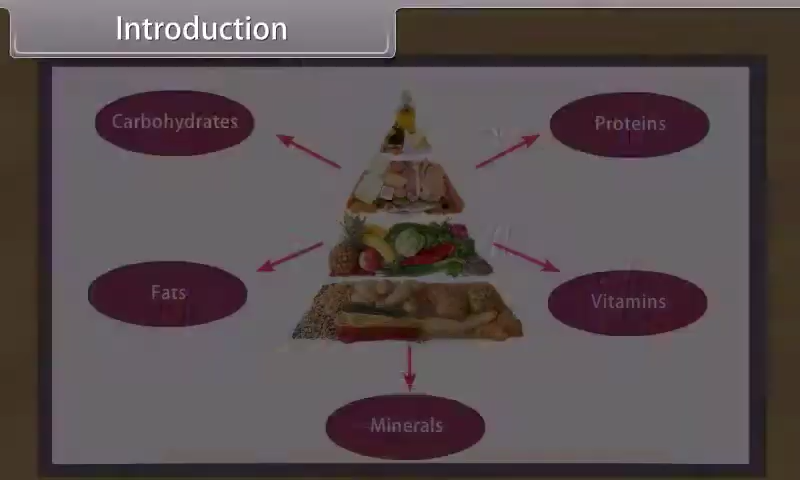 Introduction
Carbohydrates
Proteins
Fats
Vitamins
Minerals